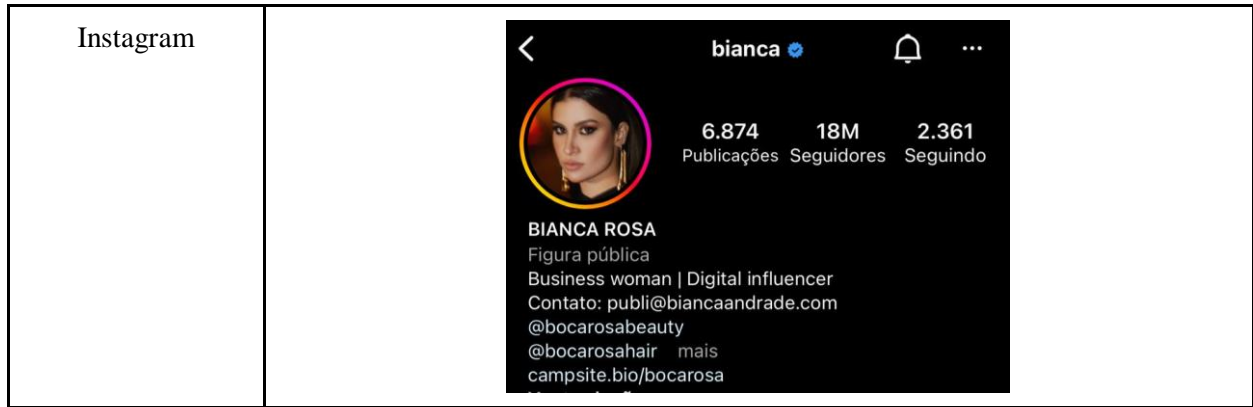 Instagram
bianca
6.874 18M 2.361
Publicações Seguidores Seguindo
BIANCA ROSA
Figura pública
Business woman | Digital influencer
Contato: publi@biancaandrade.com
@bocarosabeauty
@bocarosahair mais
campsite.bio/bocarosa